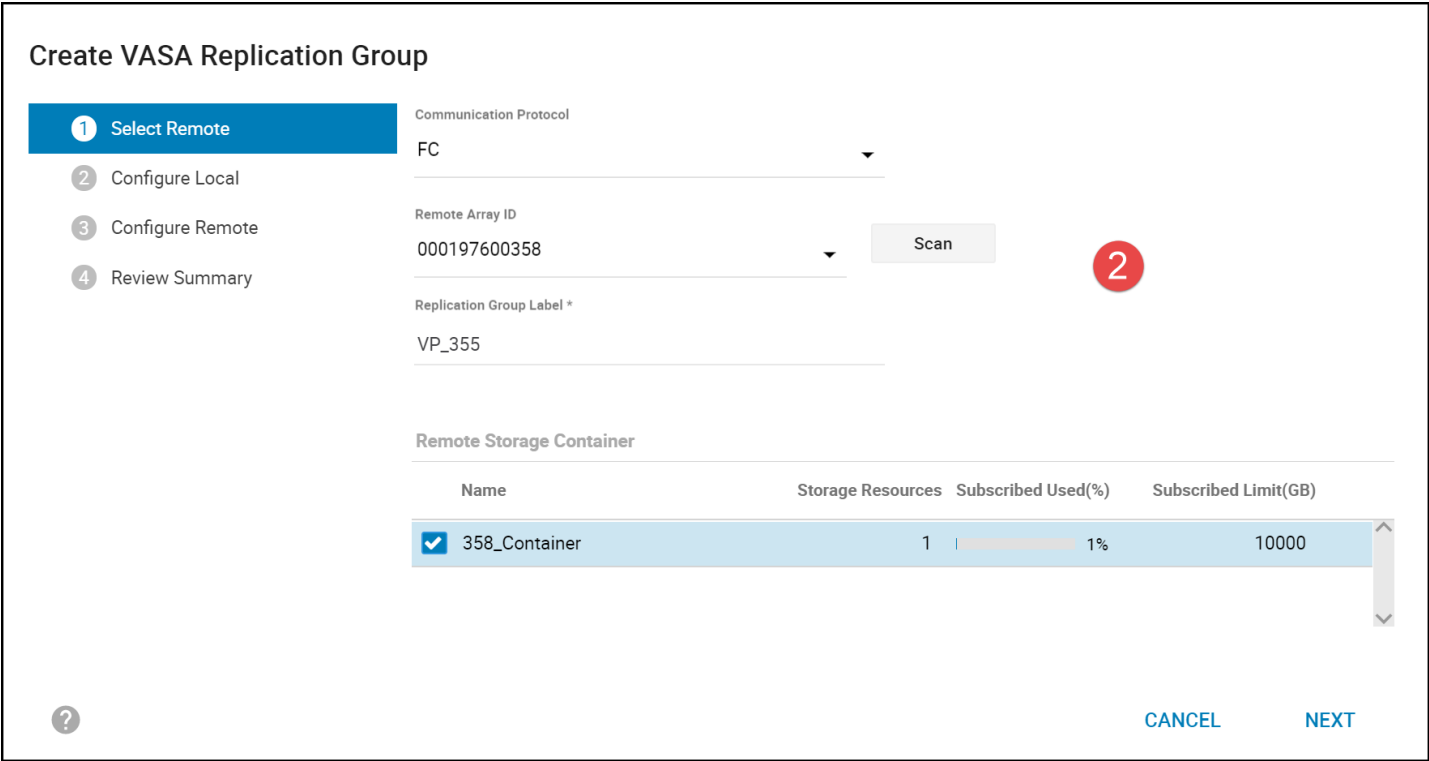 Create VASA Replication Group
1 Select Remote
2 Configure Local
3 Configure Remote
4 Review Summary
Communication Protocol
FC
Remote Array ID
000197600358
Scan
2
Replication Group Label *
VP_355
Remote Storage Container
Name Storage Resources Subscribed Used(%) Subscribed Limit(GB)
358_Container 1 1% 10000
?
CANCEL NEXT